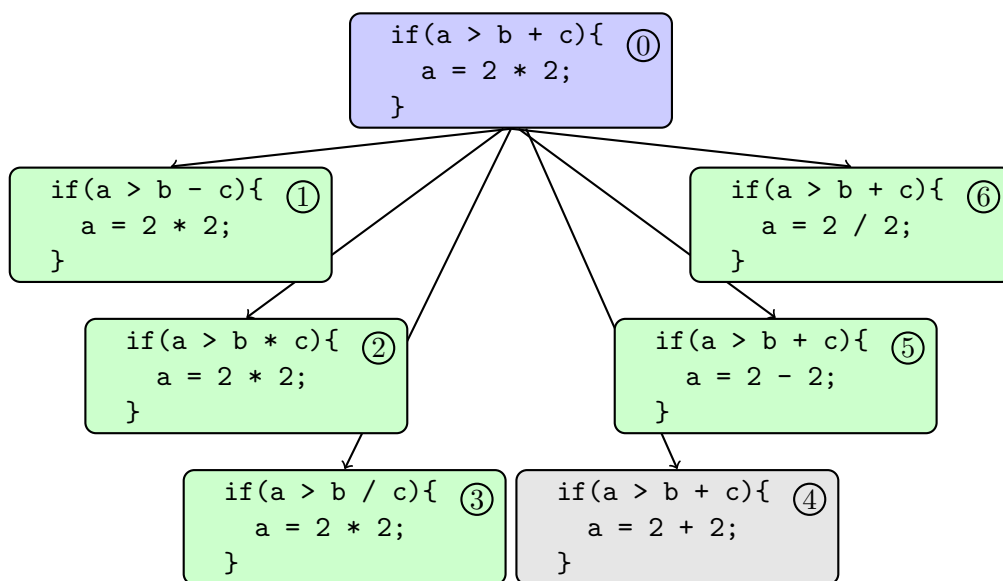 if(a > b + c){ 0
a = 2 * 2;
}
if(a > b - c){ 1
a = 2 * 2;
}
if(a > b + c){ 6
a = 2 / 2;
}
if(a > b * c){ 2
a = 2 * 2;
}
if(a > b + c){ 5
a = 2 - 2;
}
if(a > b / c){ 3
a = 2 * 2;
}
if(a > b + c){ 4
a = 2 + 2;
}